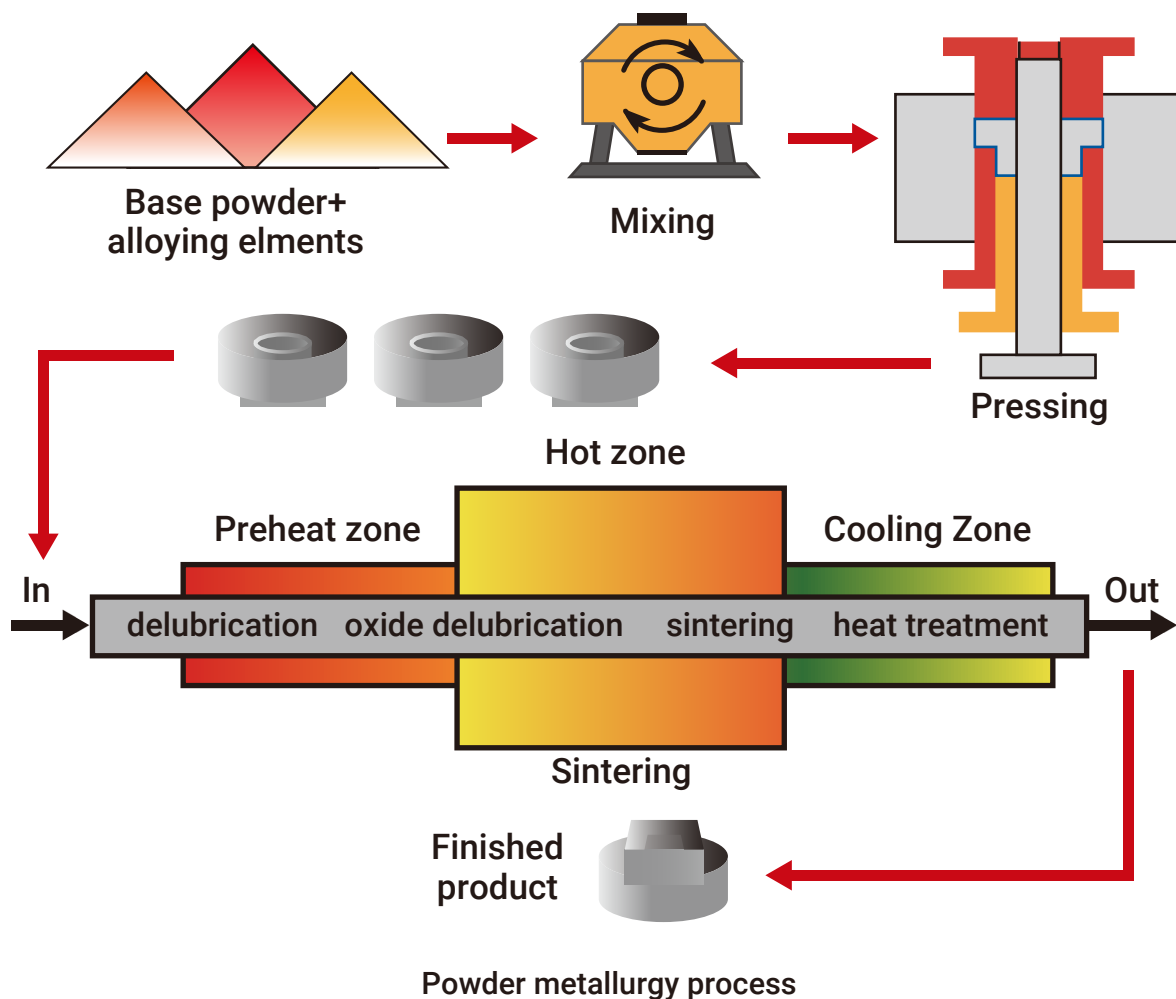 Base powder+
alloying elments
Mixing
Pressing
Hot zone
Preheat zone
Cooling Zone
In
Out
delubrication oxide delubrication sintering heat treatment
Sintering
Finished
product
Powder metallurgy process